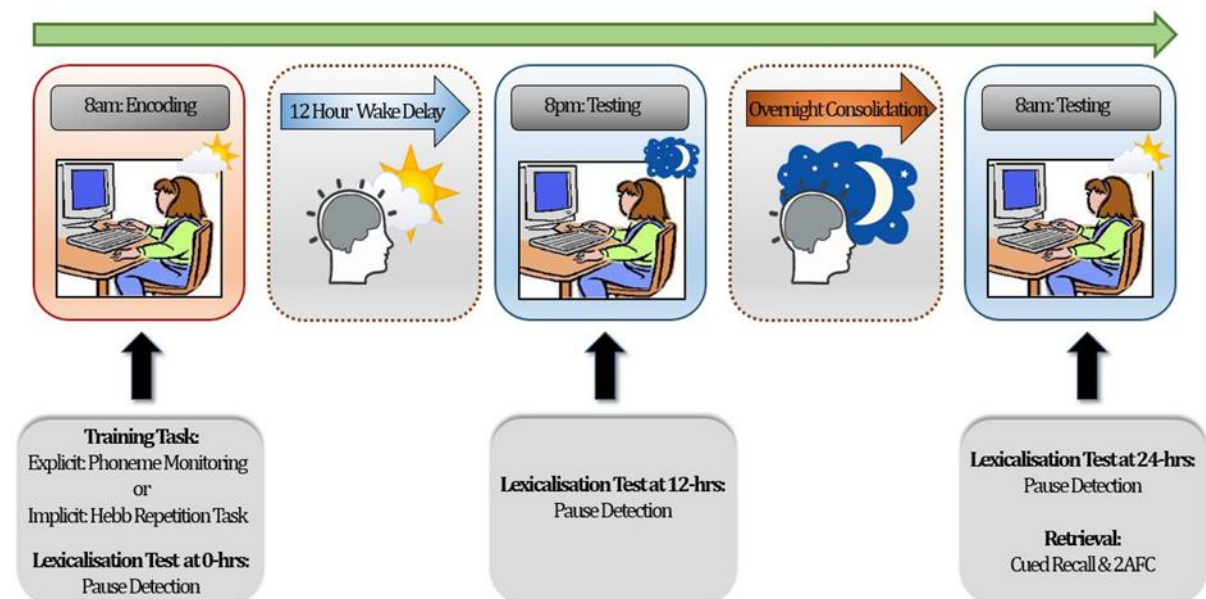 8am: Encoding
12 Hour Wake Delay
8pm: Testing
Overnight Consolidation
8am: Testing
Training Task:
Explicit: Phoneme Monitoring
or
Implicit: Hebb Repetition Task
Lexicalisation Test at 0-hrs:
Pause Detection
Lexicalisation Test at 12-hrs:
Pause Detection
Lexicalisation Test at 24-hrs:
Pause Detection
Retrieval:
Cued Recall & 2AFC